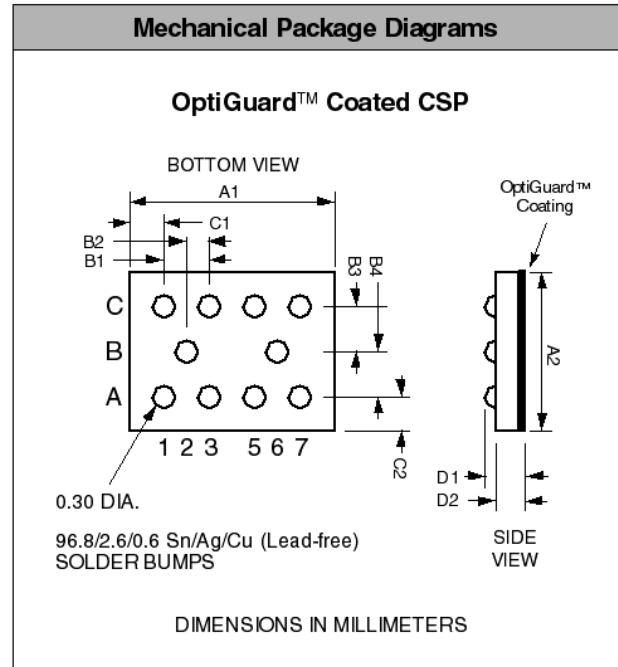 Mechanical Package Diagrams
OptiGuard™ Coated CSP
BOTTOM VIEW
A1
OptiGuard™
Coating
C1
B2
B1
B3
B4
C
B
A
1 2 3 5 6 7
C2
A2
D1
D2
0.30 DIA.
96.8/2.6/0.6 Sn/Ag/Cu (Lead-free)
SOLDER BUMPS
SIDE
VIEW
DIMENSIONS IN MILLIMETERS